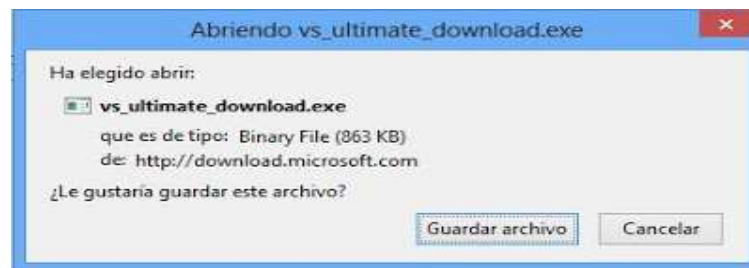 Abriendo vs_ultimate_download.exe
Ha elegido abrir:
vs_ultimate_download.exe
que es de tipo: Binary File (863 KB)
de: http://download.microsoft.com
¿Le gustaría guardar este archivo?
Guardar archivo Cancelar